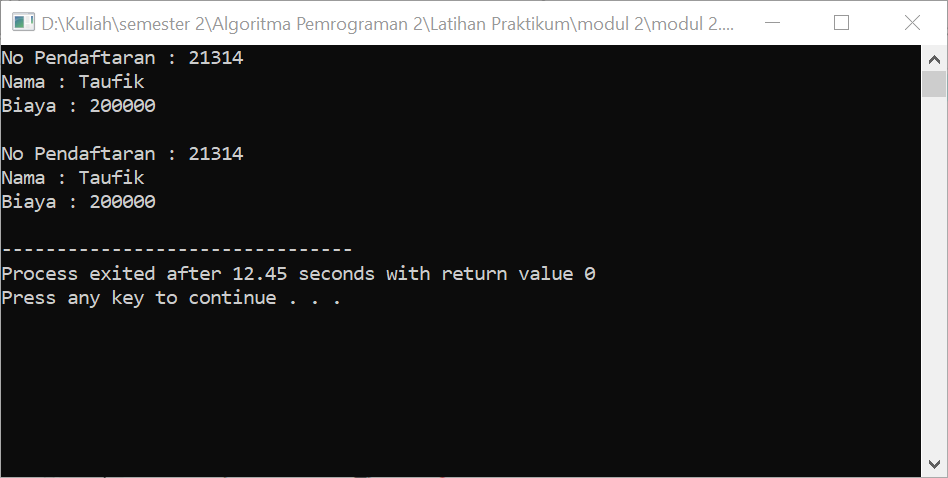 D:\Kuliah\semester 2\Algoritma Pemrograman 2\Latihan Praktikum\modul 2\modul 2....
No Pendaftaran : 21314
Nama : Taufik
Biaya : 200000
No Pendaftaran : 21314
Nama : Taufik
Biaya : 200000
--------------------------------
Process exited after 12.45 seconds with return value 0
Press any key to continue . . .